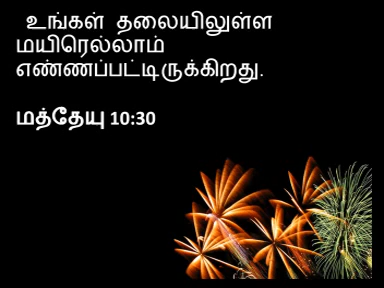 உங்கள் தலையிலுள்ள
மயிரெல்லாம்
எண்ணப்பட்டிருக்கிறது.
மத்தேயு 10:30